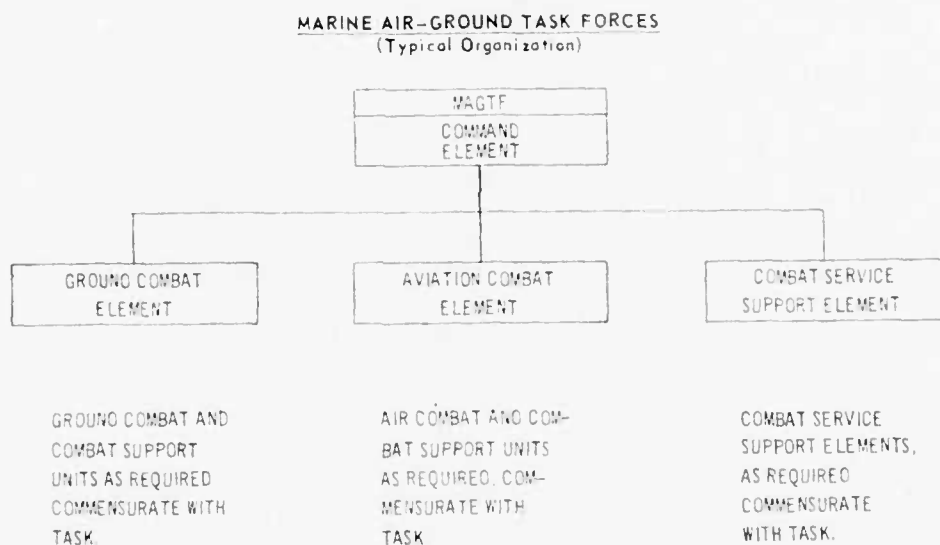 MARINE AIR-GROUND TASK FORCES
(Typical Organization)
MAGTF
COMMAND
ELEMENT
GROUND COMBAT
ELEMENT
AVIATION COMBAT
ELEMENT
COMBAT SERVICE
SUPPORT ELEMENT
GROUND COMBAT AND
COMBAT SUPPORT
UNITS AS REQUIRED
COMMENSURATE WITH
TASK.
AIR COMBAT AND COM-
BAT SUPPORT UNITS
AS REQUIRED, COM-
MENSURATE WITH
TASK
COMBAT SERVICE
SUPPORT ELEMENTS,
AS REQUIRED
COMMENSURATE
WITH TASK.